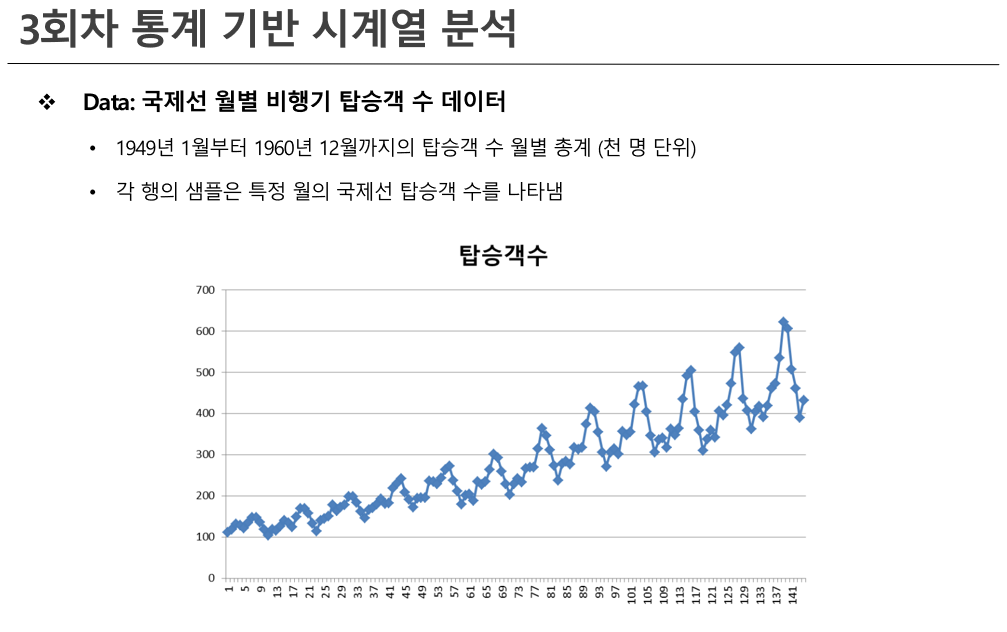 3회차 통계 기반 시계열 분석
❖ Data: 국제선 월별 비행기 탑승객 수 데이터
• 1949년 1월부터 1960년 12월까지의 탑승객 수 월별 총계 (천 명 단위)
• 각 행의 샘플은 특정 월의 국제선 탑승객 수를 나타냄
탑승객수
700
600
500
400
300
200
100
0
1 5 9 13 17 21 25 29 33 37 41 45 49 53 57 61 65 69 73 77 81 85 89 93 97 101 105 109 113 117 121 125 129 133 137 141